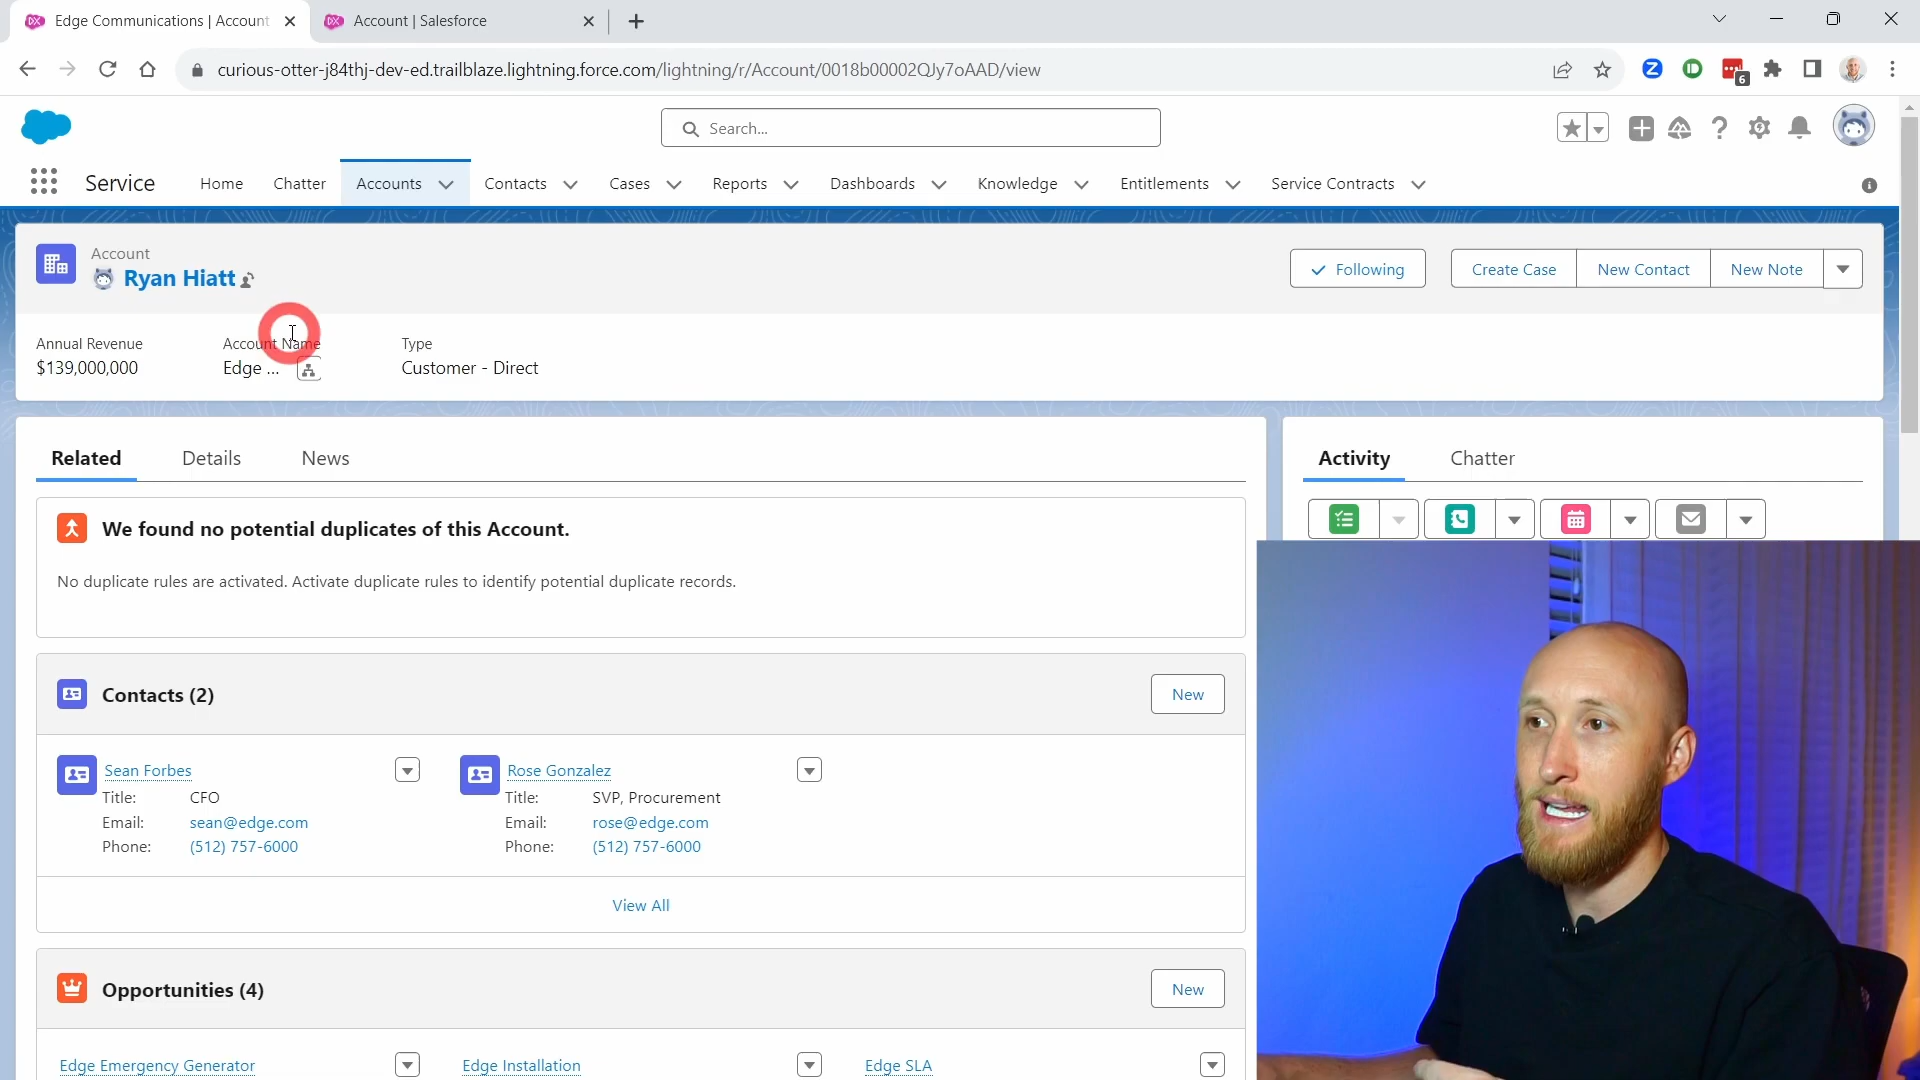 Edge Communications | Account
Account | Salesforce
curious-otter-j84thj-dev-ed.trailblaze.lightning.force.com/lightning/r/Account/0018b00002QJy7oAAD/view
6
Search...
Service
Home
Chatter
Accounts
Contacts
Cases
Reports
Dashboards
Knowledge
Entitlements
Service Contracts
Account
Ryan Hiatt
Following
Create Case
New Contact
New Note
Annual Revenue
$139,000,000
Account Name
Edge ...
Type
Customer - Direct
Related
Details
News
Activity
Chatter
We found no potential duplicates of this Account.
No duplicate rules are activated. Activate duplicate rules to identify potential duplicate records.
Contacts (2)
New
Sean Forbes
Title: CFO
Email: sean@edge.com
Phone: (512) 757-6000
Rose Gonzalez
Title: SVP, Procurement
Email: rose@edge.com
Phone: (512) 757-6000
View All
Opportunities (4)
New
Edge Emergency Generator
Edge Installation
Edge SLA